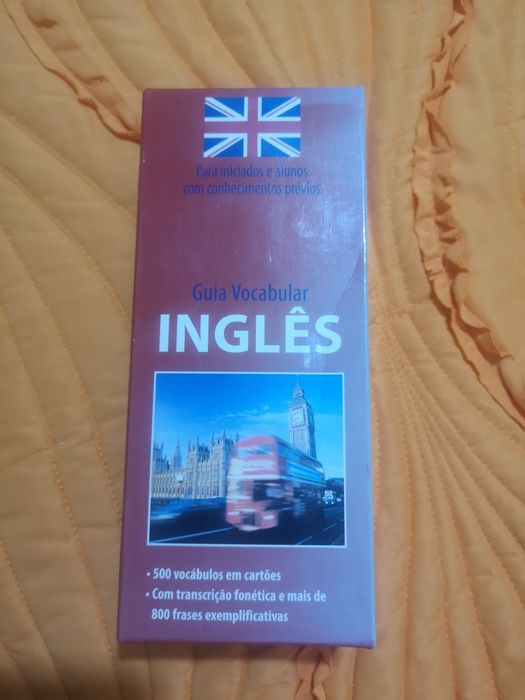 Para iniciados e alunos
com conhecimentos prévios
Guia Vocabular
INGLÊS
• 500 vocábulos em cartões
• Com transcrição fonética e mais de
800 frases exemplificativas